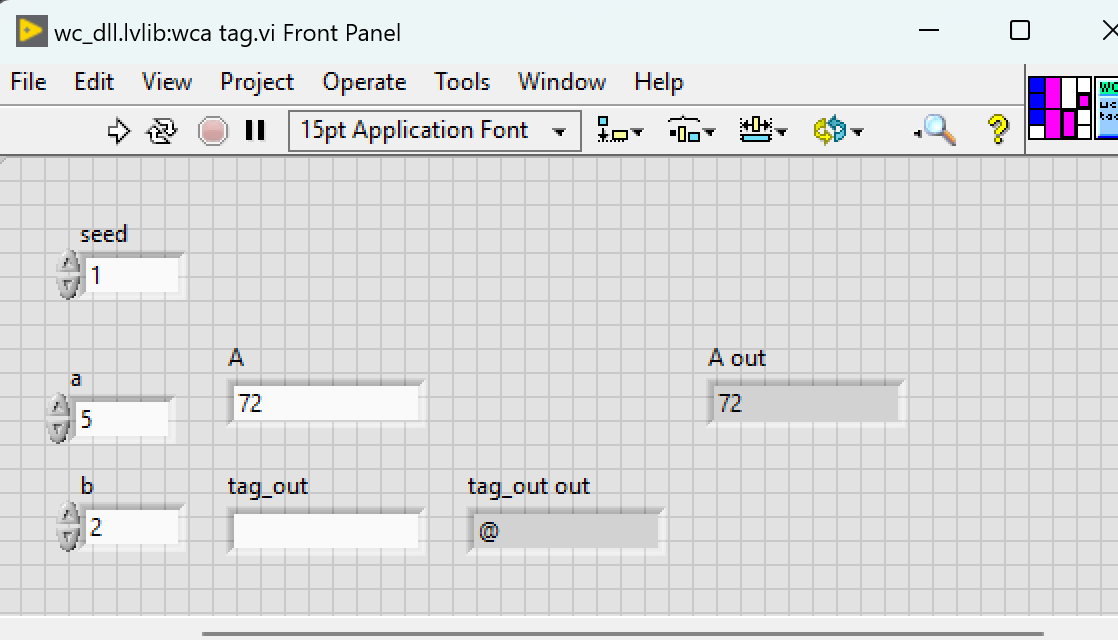 wc_dll.lvlib:wca tag.vi Front Panel
File Edit View Project Operate Tools Window Help
15pt Application Font
WC
seed
1
A
72
A out
72
a
5
b
2
tag_out
tag_out out
@